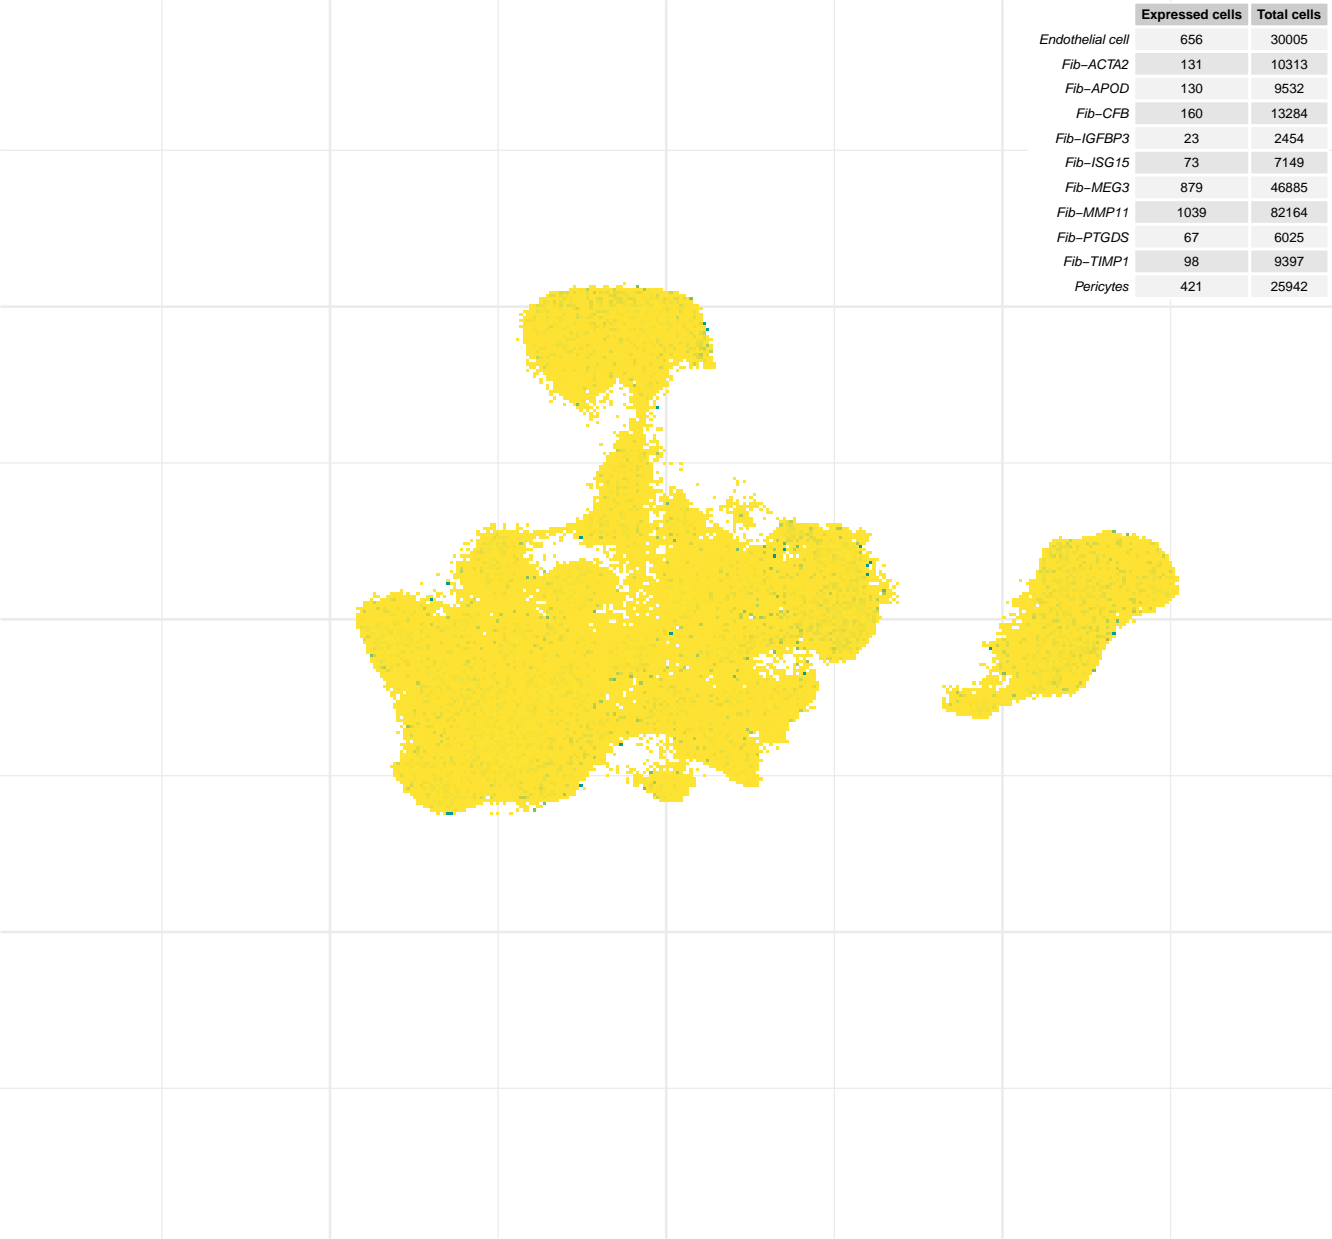 Expressed cells Total cells
Endothelial cell 656 30005
Fib−ACTA2 131 10313
Fib−APOD 130 9532
Fib−CFB 160 13284
Fib−IGFBP3 23 2454
Fib−ISG15 73 7149
Fib−MEG3 879 46885
Fib−MMP11 1039 82164
Fib−PTGDS 67 6025
Fib−TIMP1 98 9397
Pericytes 421 25942